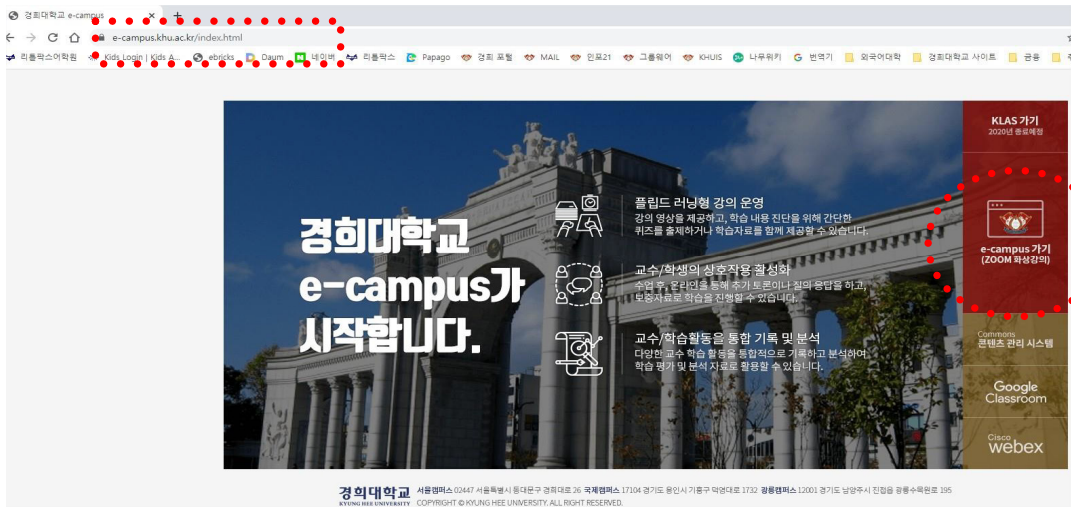 경희대학교 e-campus
e-campus.khu.ac.kr/index.html
리틀팍스어학원
Kids Login | Kids A...
ebricks
Daum
네이버
리틀팍스
Papago
경희 포털
MAIL
인포21
그룹웨어
KHUIS
나무위키
번역기
외국어대학
경희대학교 사이트
금융
경희대학교
e-campus가
시작합니다.
플립드 러닝형 강의 운영
강의 영상을 제공하고, 학습 내용 진단을 위해 간단한
퀴즈를 출제하거나 학습자료를 함께 제공할 수 있습니다.
교수/학생의 상호작용 활성화
수업 후, 온라인을 통해 추가 토론이나 질의 응답을 하고,
보충자료로 학습을 진행할 수 있습니다.
교수/학습활동을 통합 기록 및 분석
다양한 교수 학습 활동을 통합적으로 기록하고 분석하여
학습 평가 및 분석 자료로 활용할 수 있습니다.
KLAS 가기
2020년 종료예정
e-campus 가기
(ZOOM 화상강의)
Commons
콘텐츠 관리 시스템
Google
Classroom
Cisco
webex
경희대학교
KYUNG HEE UNIVERSITY
서울캠퍼스 02447 서울특별시 동대문구 경희대로 26 국제캠퍼스 17104 경기도 용인시 기흥구 덕영대로 1732 광릉캠퍼스 12001 경기도 남양주시 진접읍 광릉수목원로 195
COPYRIGHT © KYUNG HEE UNIVERSITY. ALL RIGHT RESERVED.